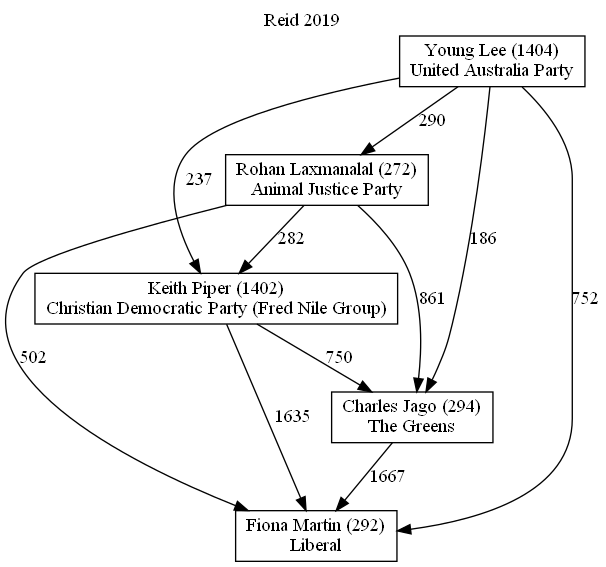 Reid 2019
Young Lee (1404)
United Australia Party
290
Rohan Laxmanalal (272)
Animal Justice Party
237
282
186
Keith Piper (1402)
Christian Democratic Party (Fred Nile Group)
861
752
502
750
Charles Jago (294)
The Greens
1635
1667
Fiona Martin (292)
Liberal